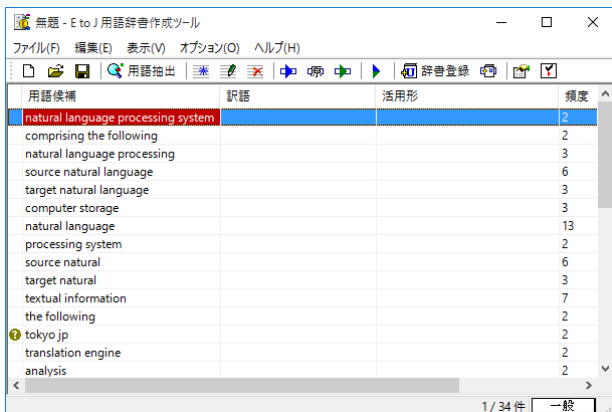 無題 - E to J 用語辞書作成ツール
ファイル(F) 編集(E) 表示(V) オプション(O) ヘルプ(H)
用語抽出 辞書登録
用語候補 訳語 活用形 頻度
natural language processing system 2
comprising the following 2
natural language processing 3
source natural language 6
target natural language 3
computer storage 3
natural language 13
processing system 2
source natural 6
target natural 3
textual information 7
the following 2
tokyo jp 2
translation engine 2
analysis 2
1 / 34 件 一般